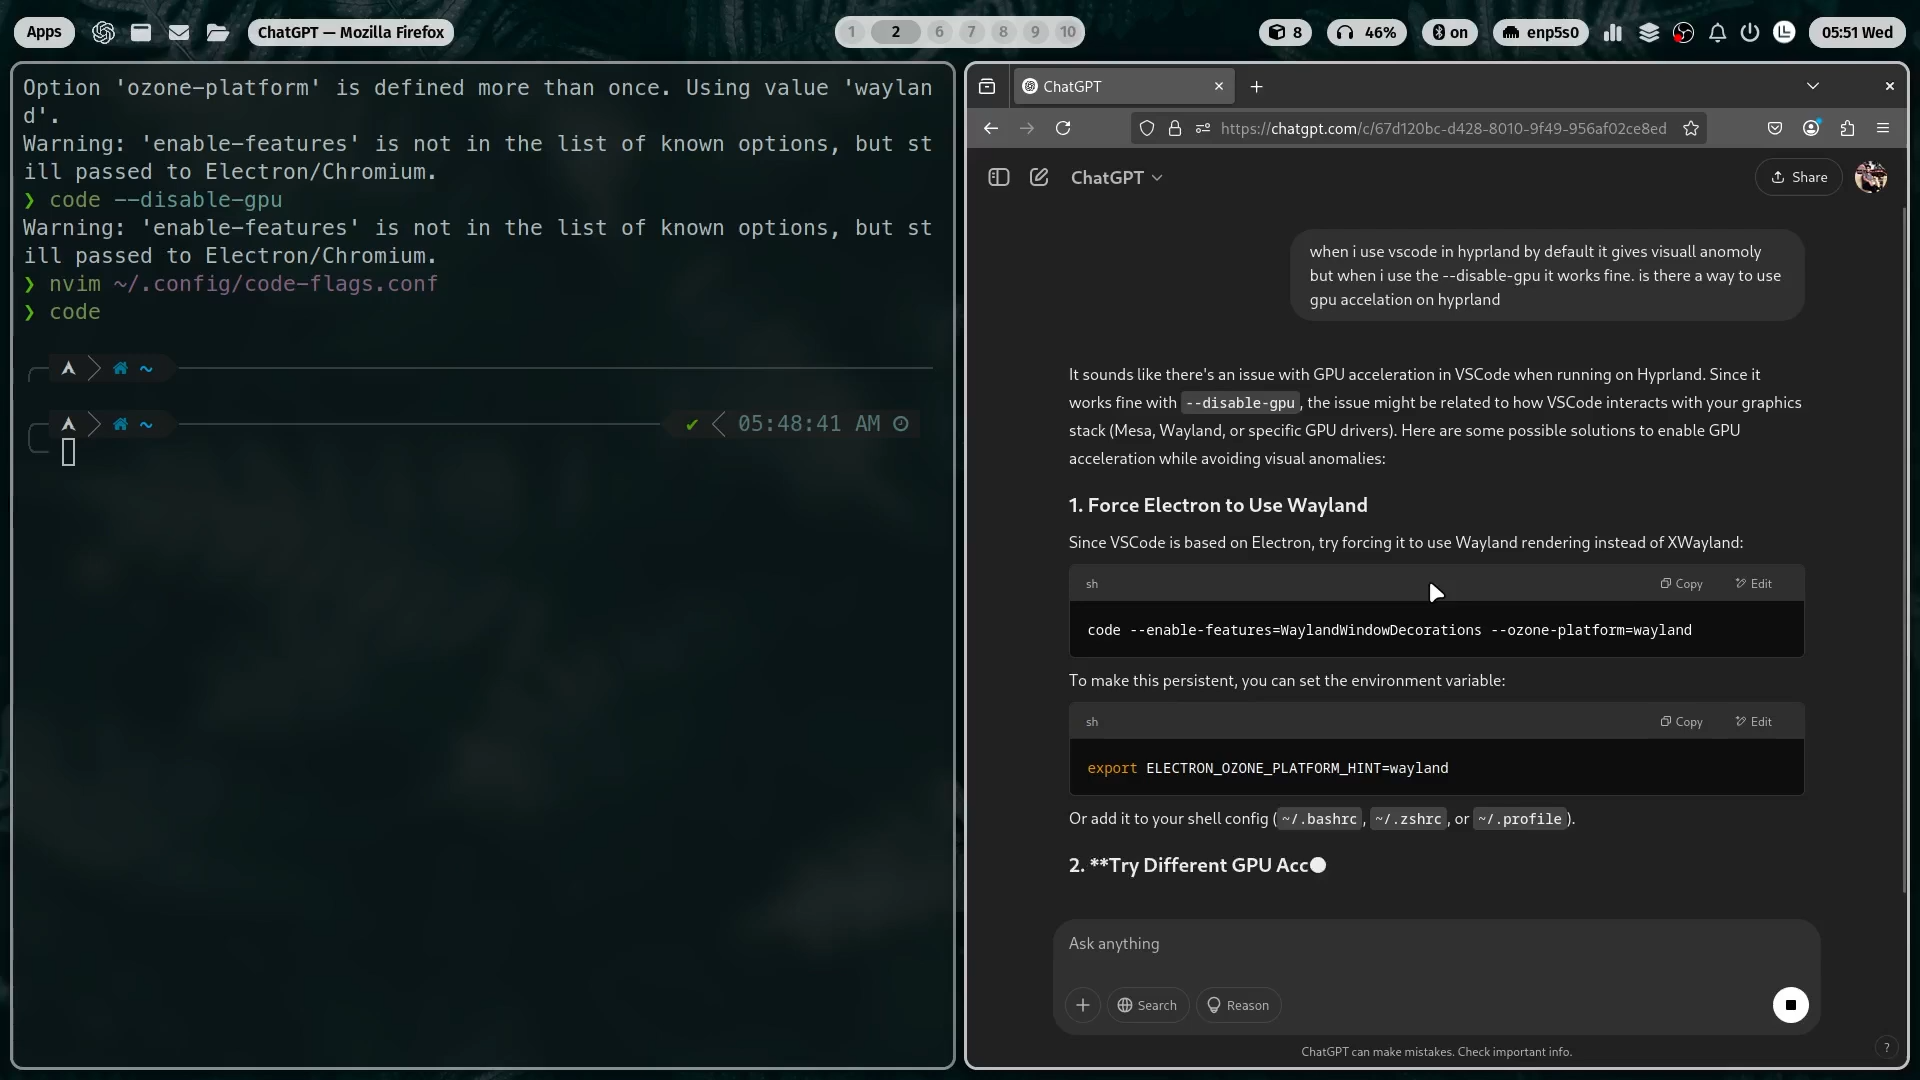 Apps
ChatGPT — Mozilla Firefox
1 2 6 7 8 9 10
8
46%
on
enp5s0
05:51 Wed
Option 'ozone-platform' is defined more than once. Using value 'waylan
d'.
Warning: 'enable-features' is not in the list of known options, but st
ill passed to Electron/Chromium.
❯ code --disable-gpu
Warning: 'enable-features' is not in the list of known options, but st
ill passed to Electron/Chromium.
❯ nvim ~/.config/code-flags.conf
❯ code
~
~
✔ 05:48:41 AM
ChatGPT
https://chatgpt.com/c/67d120bc-d428-8010-9f49-956af02ce8ed
ChatGPT
Share
when i use vscode in hyprland by default it gives visuall anomoly
but when i use the --disable-gpu it works fine. is there a way to use
gpu accelation on hyprland
It sounds like there's an issue with GPU acceleration in VSCode when running on Hyprland. Since it
works fine with --disable-gpu, the issue might be related to how VSCode interacts with your graphics
stack (Mesa, Wayland, or specific GPU drivers). Here are some possible solutions to enable GPU
acceleration while avoiding visual anomalies:
1. Force Electron to Use Wayland
Since VSCode is based on Electron, try forcing it to use Wayland rendering instead of XWayland:
sh
Copy
Edit
code --enable-features=WaylandWindowDecorations --ozone-platform=wayland
To make this persistent, you can set the environment variable:
sh
Copy
Edit
export ELECTRON_OZONE_PLATFORM_HINT=wayland
Or add it to your shell config (~/.bashrc, ~/.zshrc, or ~/.profile).
2. **Try Different GPU Acc
Ask anything
Search
Reason
ChatGPT can make mistakes. Check important info.
?